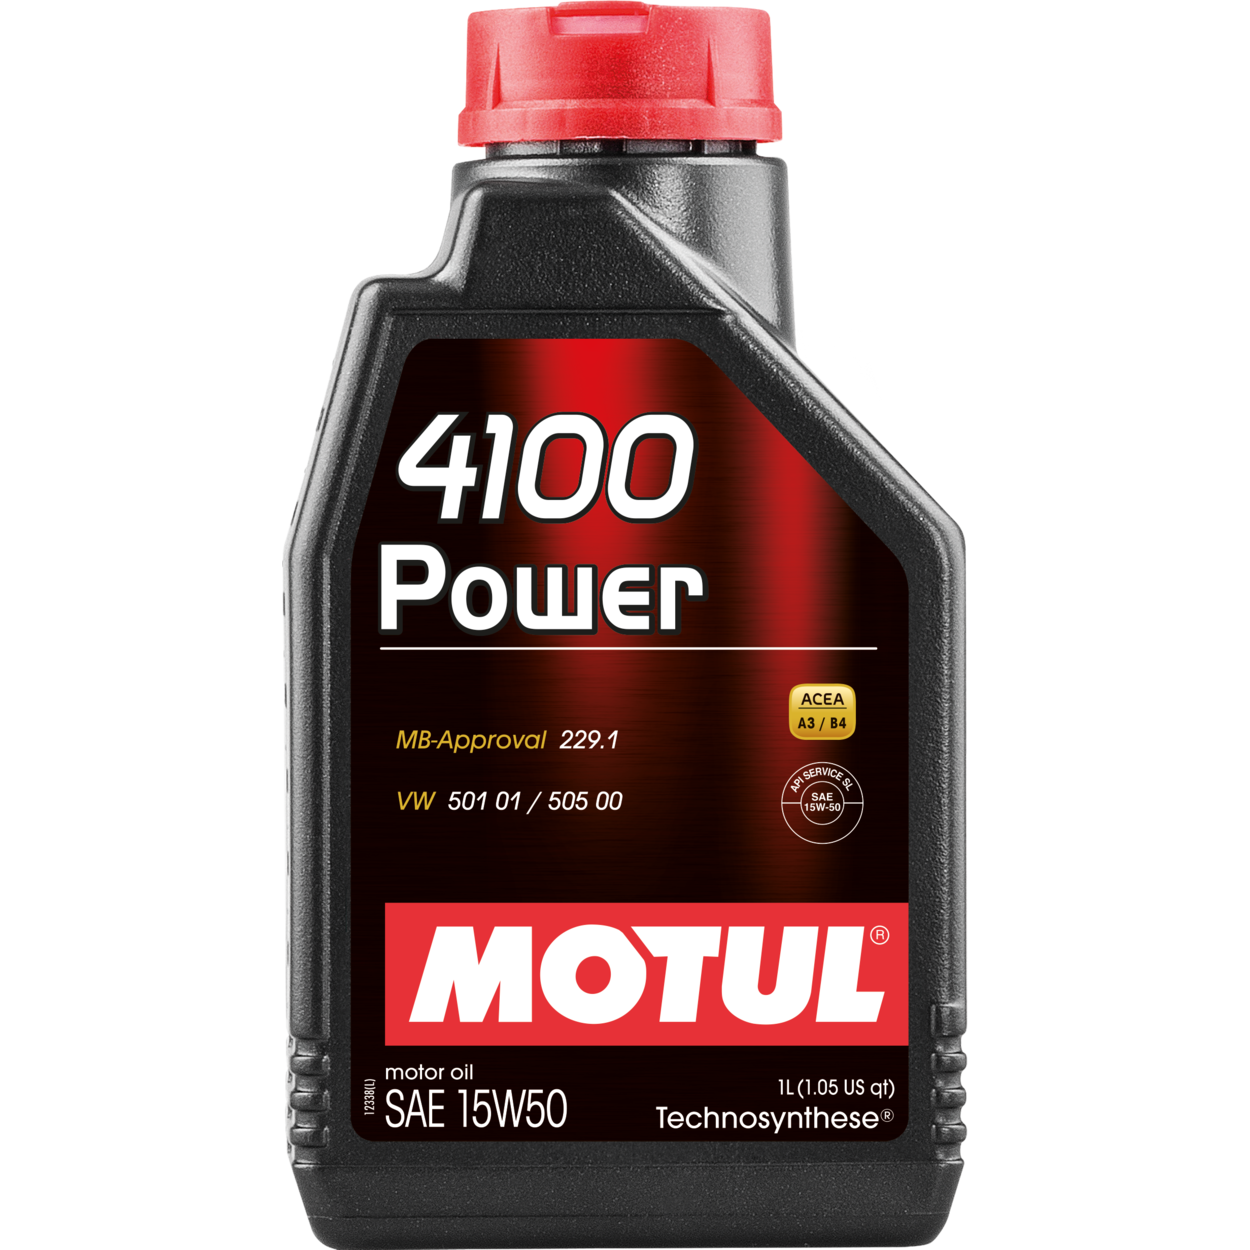 4100
Power
ACEA
A3 / B4
MB-Approval 229.1
API SERVICE SL
SAE
15W-50
VW 501 01 / 505 00
MOTUL®
motor oil
SAE 15W50
12338(L)
1L (1.05 US qt)
Technosynthese®